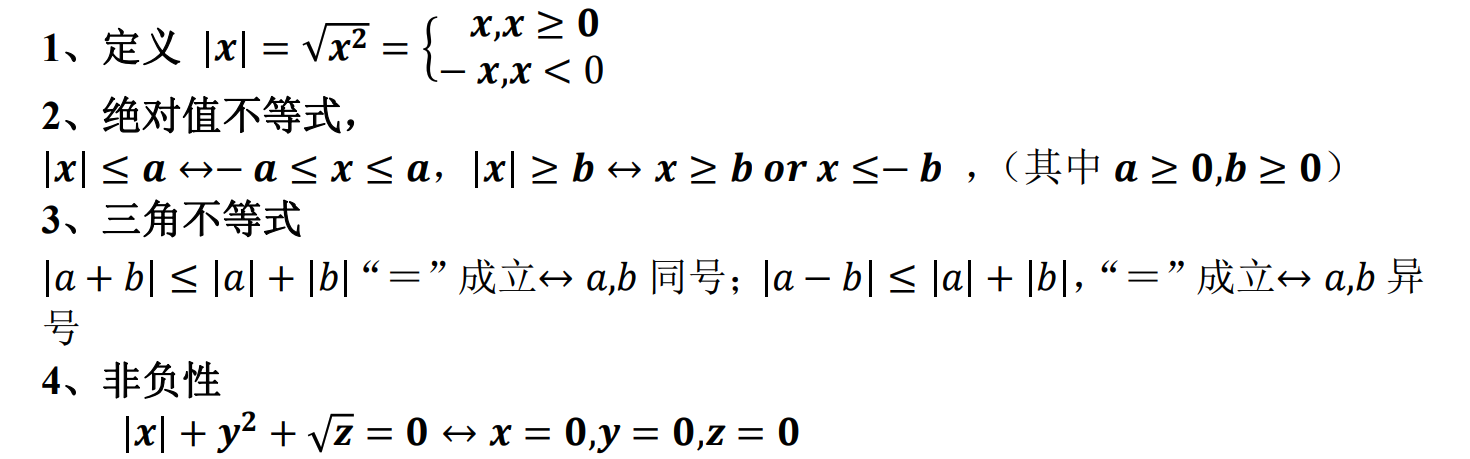 1、定义 |x| = √x² = { x,x ≥ 0
− x,x < 0
2、绝对值不等式，
|x| ≤ a ↔− a ≤ x ≤ a，|x| ≥ b ↔ x ≥ b or x ≤− b ，（其中 a ≥ 0,b ≥ 0）
3、三角不等式
|a + b| ≤ |a| + |b| “＝” 成立↔ a,b 同号；|a − b| ≤ |a| + |b|，“＝” 成立↔ a,b 异
号
4、非负性
|x| + y² + √z = 0 ↔ x = 0,y = 0,z = 0